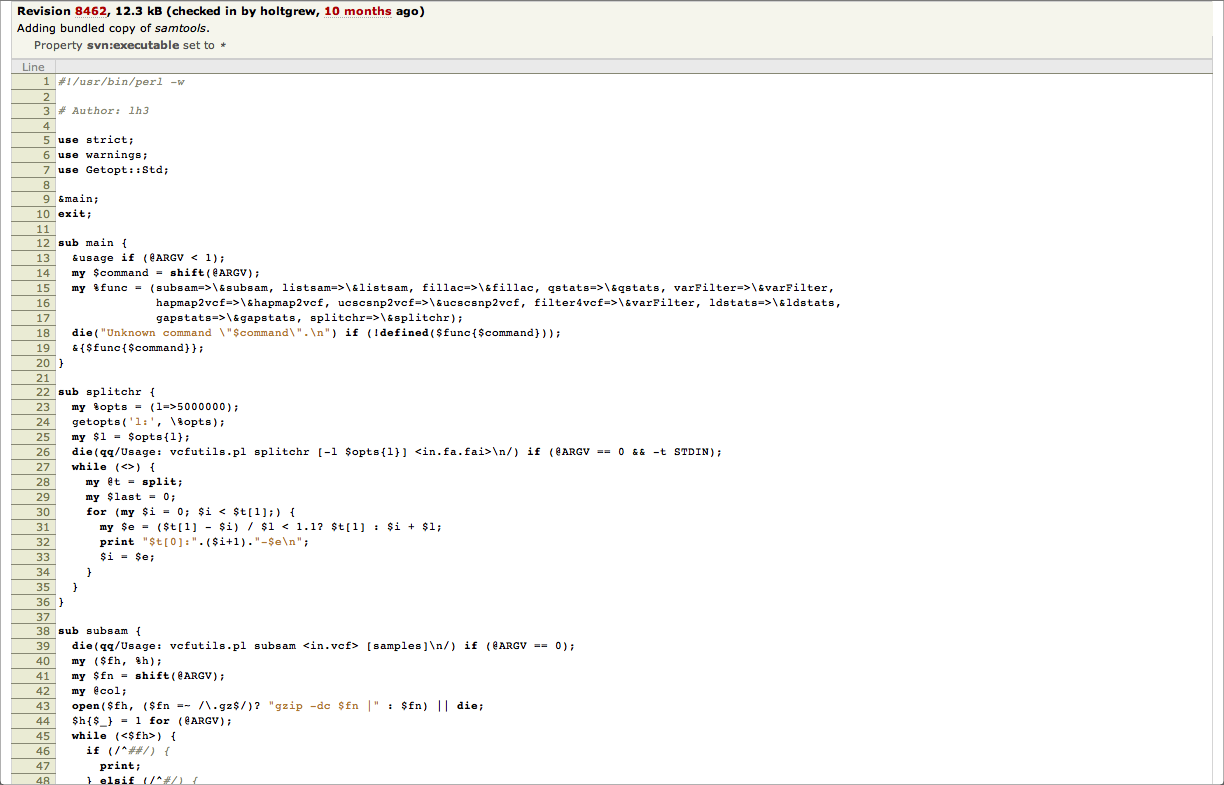 Revision 8462, 12.3 kB (checked in by holtgrew, 10 months ago)
Adding bundled copy of samtools.
Property svn:executable set to *
Line
1 #!/usr/bin/perl -w
2
3 # Author: lh3
4
5 use strict;
6 use warnings;
7 use Getopt::Std;
8
9 &main;
10 exit;
11
12 sub main {
13   &usage if (@ARGV < 1);
14   my $command = shift(@ARGV);
15   my %func = (subsam=>\&subsam, listsam=>\&listsam, fillac=>\&fillac, qstats=>\&qstats, varFilter=>\&varFilter,
16               hapmap2vcf=>\&hapmap2vcf, ucscsnp2vcf=>\&ucscsnp2vcf, filter4vcf=>\&varFilter, ldstats=>\&ldstats,
17               gapstats=>\&gapstats, splitchr=>\&splitchr);
18   die("Unknown command \"$command\".\n") if (!defined($func{$command}));
19   &{$func{$command}};
20 }
21
22 sub splitchr {
23   my %opts = (l=>5000000);
24   getopts('l:', \%opts);
25   my $l = $opts{l};
26   die(qq/Usage: vcfutils.pl splitchr [-l $opts{l}] <in.fa.fai>\n/) if (@ARGV == 0 && -t STDIN);
27   while (<>) {
28     my @t = split;
29     my $last = 0;
30     for (my $i = 0; $i < $t[1];) {
31       my $e = ($t[1] - $i) / $l < 1.1? $t[1] : $i + $l;
32       print "$t[0]:".($i+1)."-$e\n";
33       $i = $e;
34     }
35   }
36 }
37
38 sub subsam {
39   die(qq/Usage: vcfutils.pl subsam <in.vcf> [samples]\n/) if (@ARGV == 0);
40   my ($fh, %h);
41   my $fn = shift(@ARGV);
42   my @col;
43   open($fh, ($fn =~ /\.gz$/)? "gzip -dc $fn |" : $fn) || die;
44   $h{$_} = 1 for (@ARGV);
45   while (<$fh>) {
46     if (/^##/) {
47       print;
48     } elsif (/^#/) {